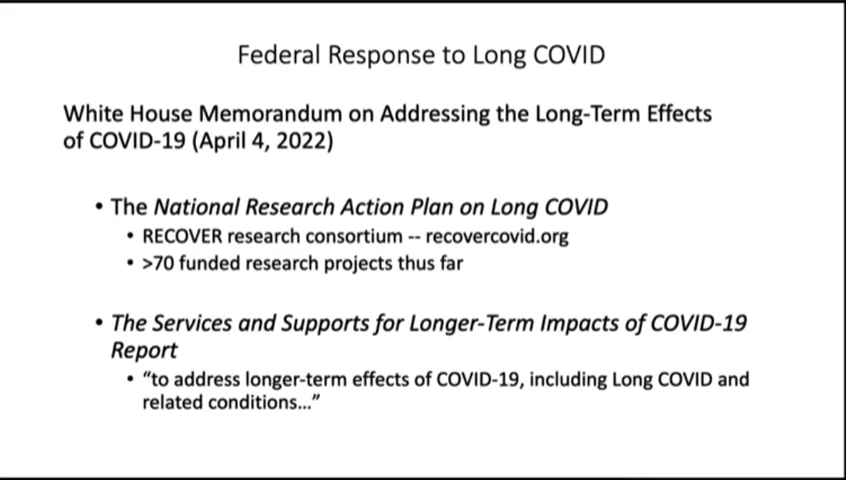 Federal Response to Long COVID
White House Memorandum on Addressing the Long-Term Effects
of COVID-19 (April 4, 2022)
• The National Research Action Plan on Long COVID
• RECOVER research consortium -- recovercovid.org
• >70 funded research projects thus far
• The Services and Supports for Longer-Term Impacts of COVID-19
Report
• “to address longer-term effects of COVID-19, including Long COVID and
related conditions...”